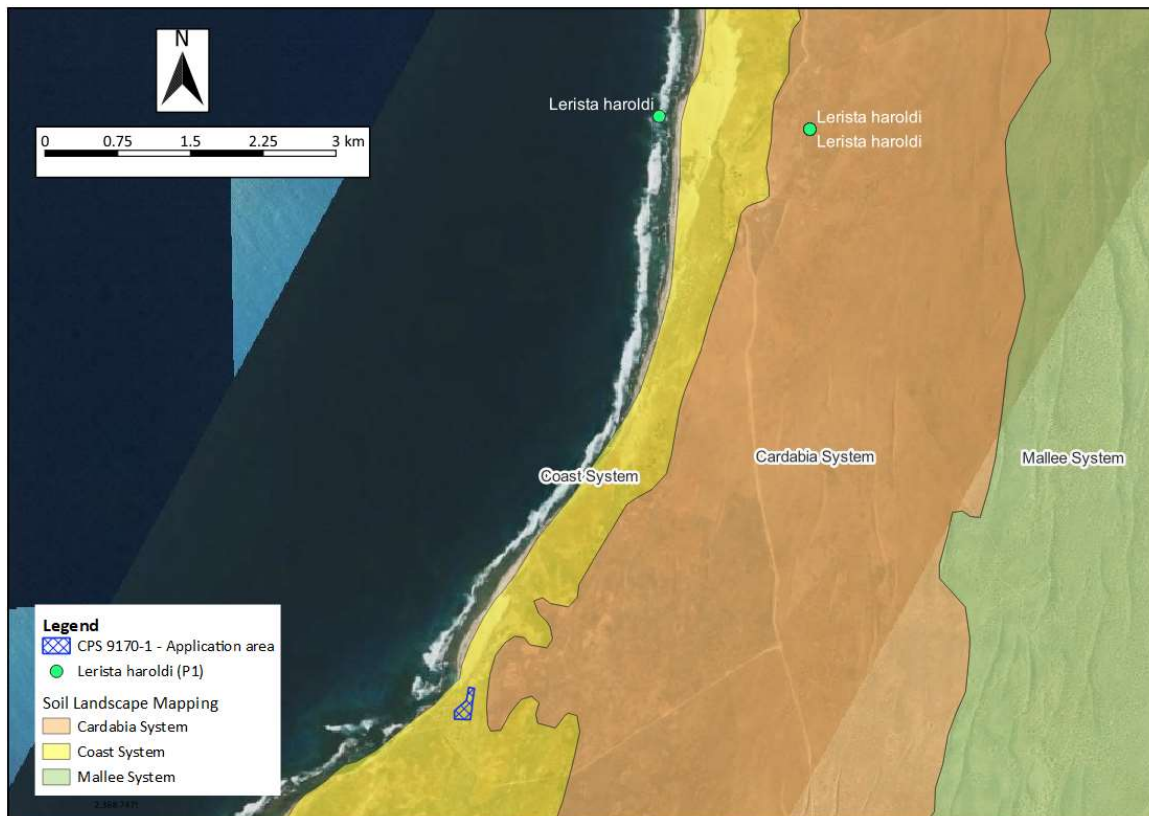 N
0 0.75 1.5 2.25 3 km
Lerista haroldi
Lerista haroldi
Lerista haroldi
Coast System
Cardabia System
Mallee System
Legend
CPS 9170-1 - Application area
Lerista haroldi (P1)
Soil Landscape Mapping
Cardabia System
Coast System
Mallee System